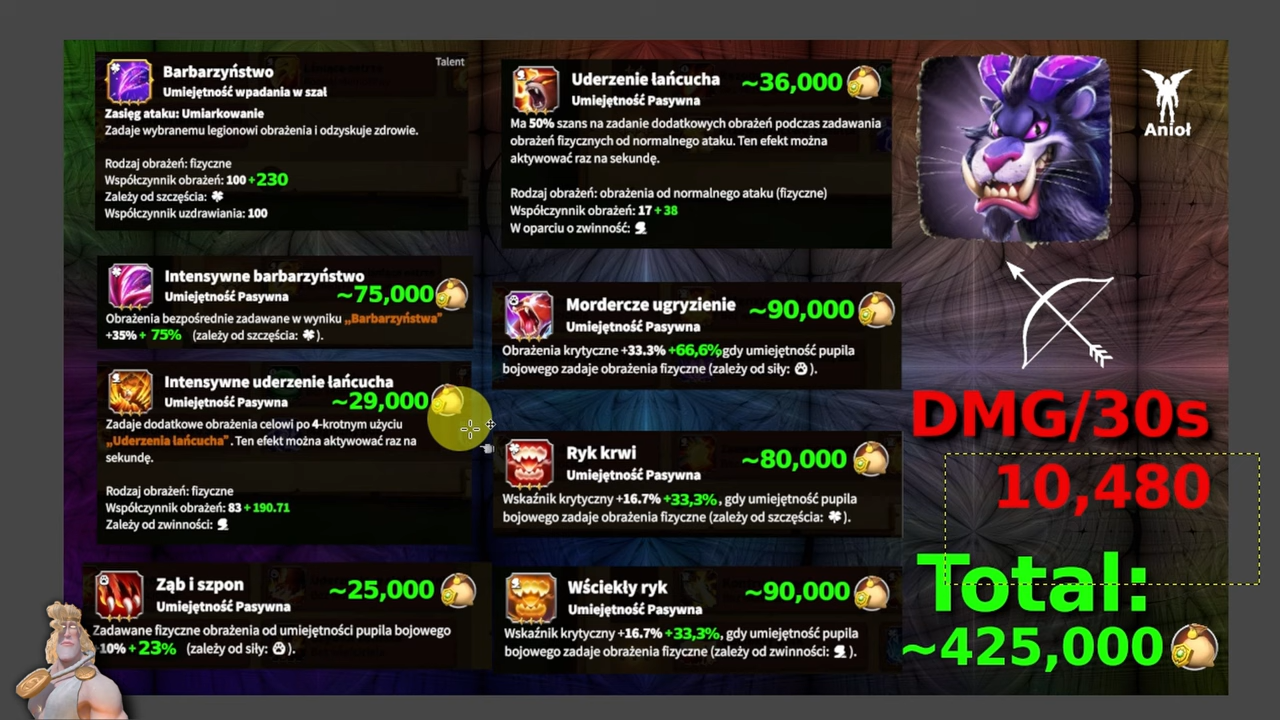 Barbarzyństwo
Talent
Umiejętność wpadania w szał
Zasięg ataku: Umiarkowanie
Zadaje wybranemu legionowi obrażenia i odzyskuje zdrowie.
Rodzaj obrażeń: fizyczne
Współczynnik obrażeń: 100 +230
Zależy od szczęścia:
Współczynnik uzdrawiania: 100
Intensywne barbarzyństwo
Umiejętność Pasywna ~75,000
Obrażenia bezpośrednie zadawane w wyniku „Barbarzyństwa”
+35% + 75% (zależy od szczęścia: ).
Intensywne uderzenie łańcucha
Umiejętność Pasywna ~29,000
Zadaje dodatkowe obrażenia celowi po 4-krotnym użyciu
„Uderzenia łańcucha”. Ten efekt można aktywować raz na
sekundę.
Rodzaj obrażeń: fizyczne
Współczynnik obrażeń: 83 + 190.71
Zależy od zwinności:
Ząb i szpon
Umiejętność Pasywna ~25,000
Zadawane fizyczne obrażenia od umiejętności pupila bojowego
+10% + 23% (zależy od siły: ).
Uderzenie łańcucha ~36,000
Umiejętność Pasywna
Ma 50% szans na zadanie dodatkowych obrażeń podczas zadawania
obrażeń fizycznych od normalnego ataku. Ten efekt można
aktywować raz na sekundę.
Rodzaj obrażeń: obrażenia od normalnego ataku (fizyczne)
Współczynnik obrażeń: 17 + 38
W oparciu o zwinność:
Mordercze ugryzienie ~90,000
Umiejętność Pasywna
Obrażenia krytyczne +33.3% +66,6% gdy umiejętność pupila
bojowego zadaje obrażenia fizyczne (zależy od siły: ).
Ryk krwi ~80,000
Umiejętność Pasywna
Wskaźnik krytyczny +16.7% +33,3% , gdy umiejętność pupila
bojowego zadaje obrażenia fizyczne (zależy od szczęścia: ).
Wściekły ryk ~90,000
Umiejętność Pasywna
Wskaźnik krytyczny +16.7% +33,3%, gdy umiejętność pupila
bojowego zadaje obrażenia fizyczne (zależy od zwinności: ).
Anioł
DMG/30s
10,480
Total:
~425,000